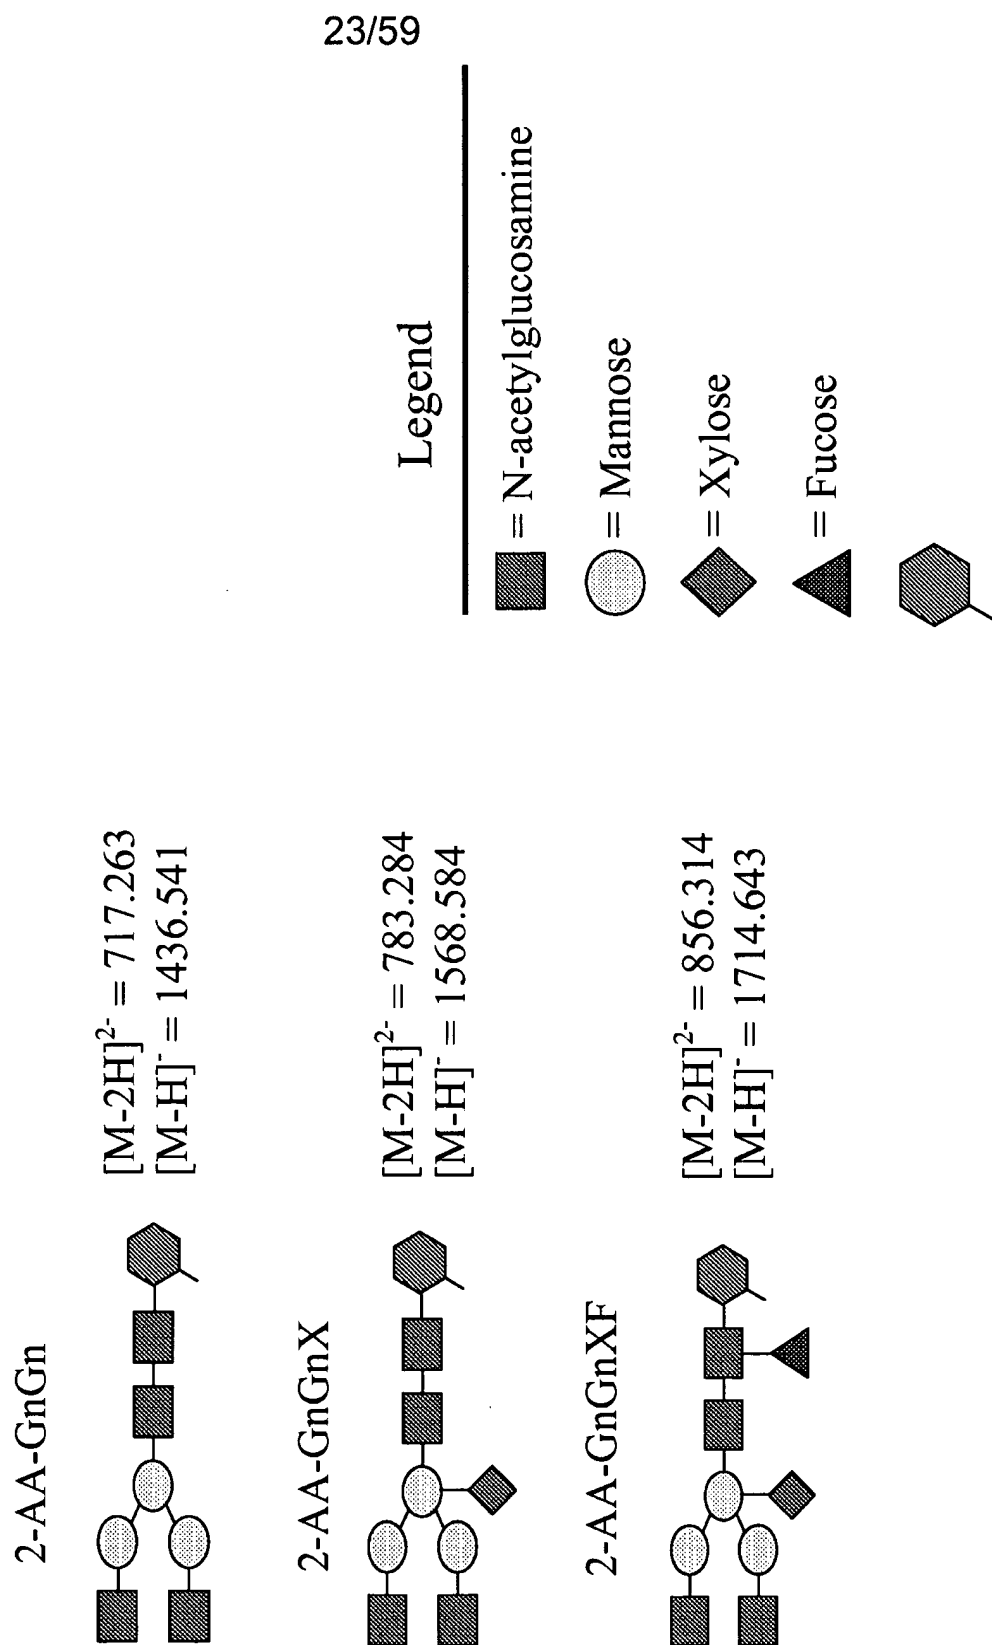 23/59
2-AA-GnGn
[M-2H]²⁻ = 717.263
[M-H]⁻ = 1436.541
2-AA-GnGnX
[M-2H]²⁻ = 783.284
[M-H]⁻ = 1568.584
2-AA-GnGnXF
[M-2H]²⁻ = 856.314
[M-H]⁻ = 1714.643
Legend
= N-acetylglucosamine
= Mannose
= Xylose
= Fucose